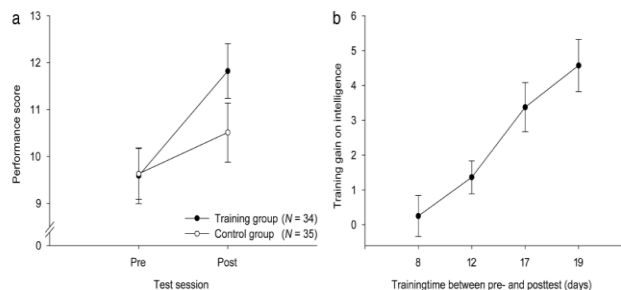 a
13
12
11
10
9
0
Performance score
Training group (N = 34)
Control group (N = 35)
Pre Post
Test session
b
6
5
4
3
2
1
0
Training gain on intelligence
8 12 17 19
Trainingtime between pre- and posttest (days)